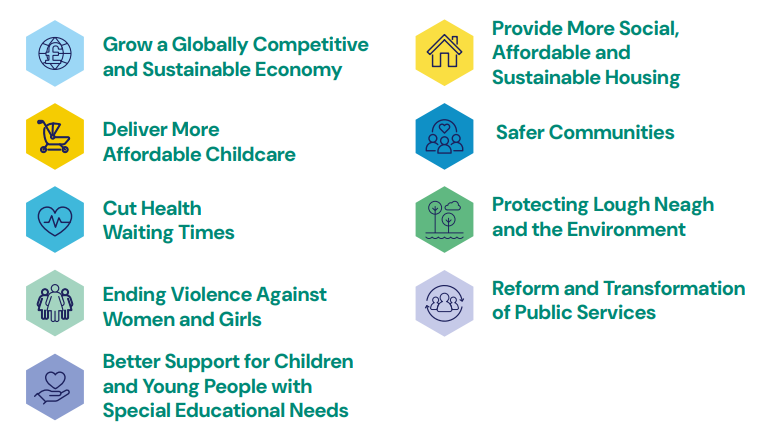 Grow a Globally Competitive
and Sustainable Economy
Deliver More
Affordable Childcare
Cut Health
Waiting Times
Ending Violence Against
Women and Girls
Better Support for Children
and Young People with
Special Educational Needs
Provide More Social,
Affordable and
Sustainable Housing
Safer Communities
Protecting Lough Neagh
and the Environment
Reform and Transformation
of Public Services